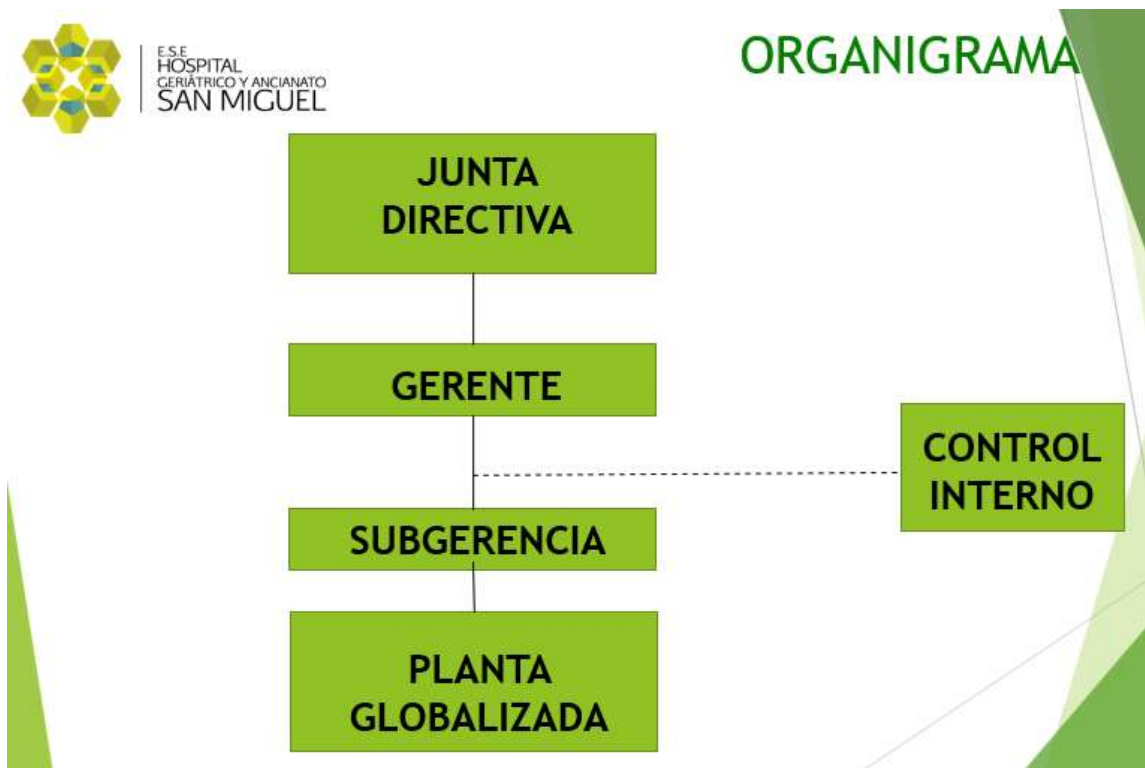 E.S.E
HOSPITAL
GERIÁTRICO Y ANCIANATO
SAN MIGUEL
ORGANIGRAMA
JUNTA
DIRECTIVA
GERENTE
CONTROL
INTERNO
SUBGERENCIA
PLANTA
GLOBALIZADA